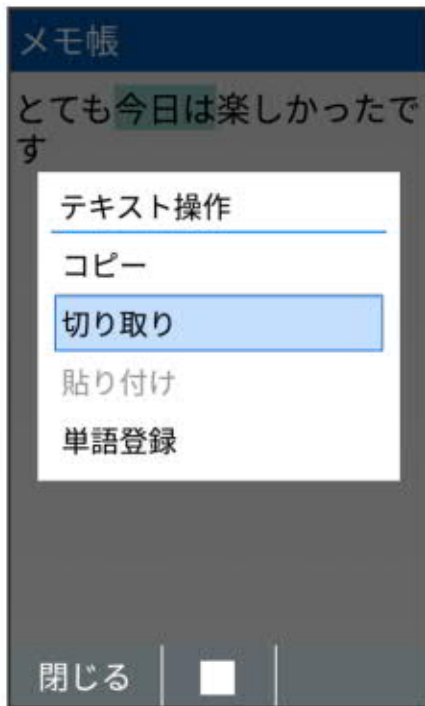 メモ帳
とても今日は楽しかったで
す
テキスト操作
コピー
切り取り
貼り付け
単語登録
閉じる